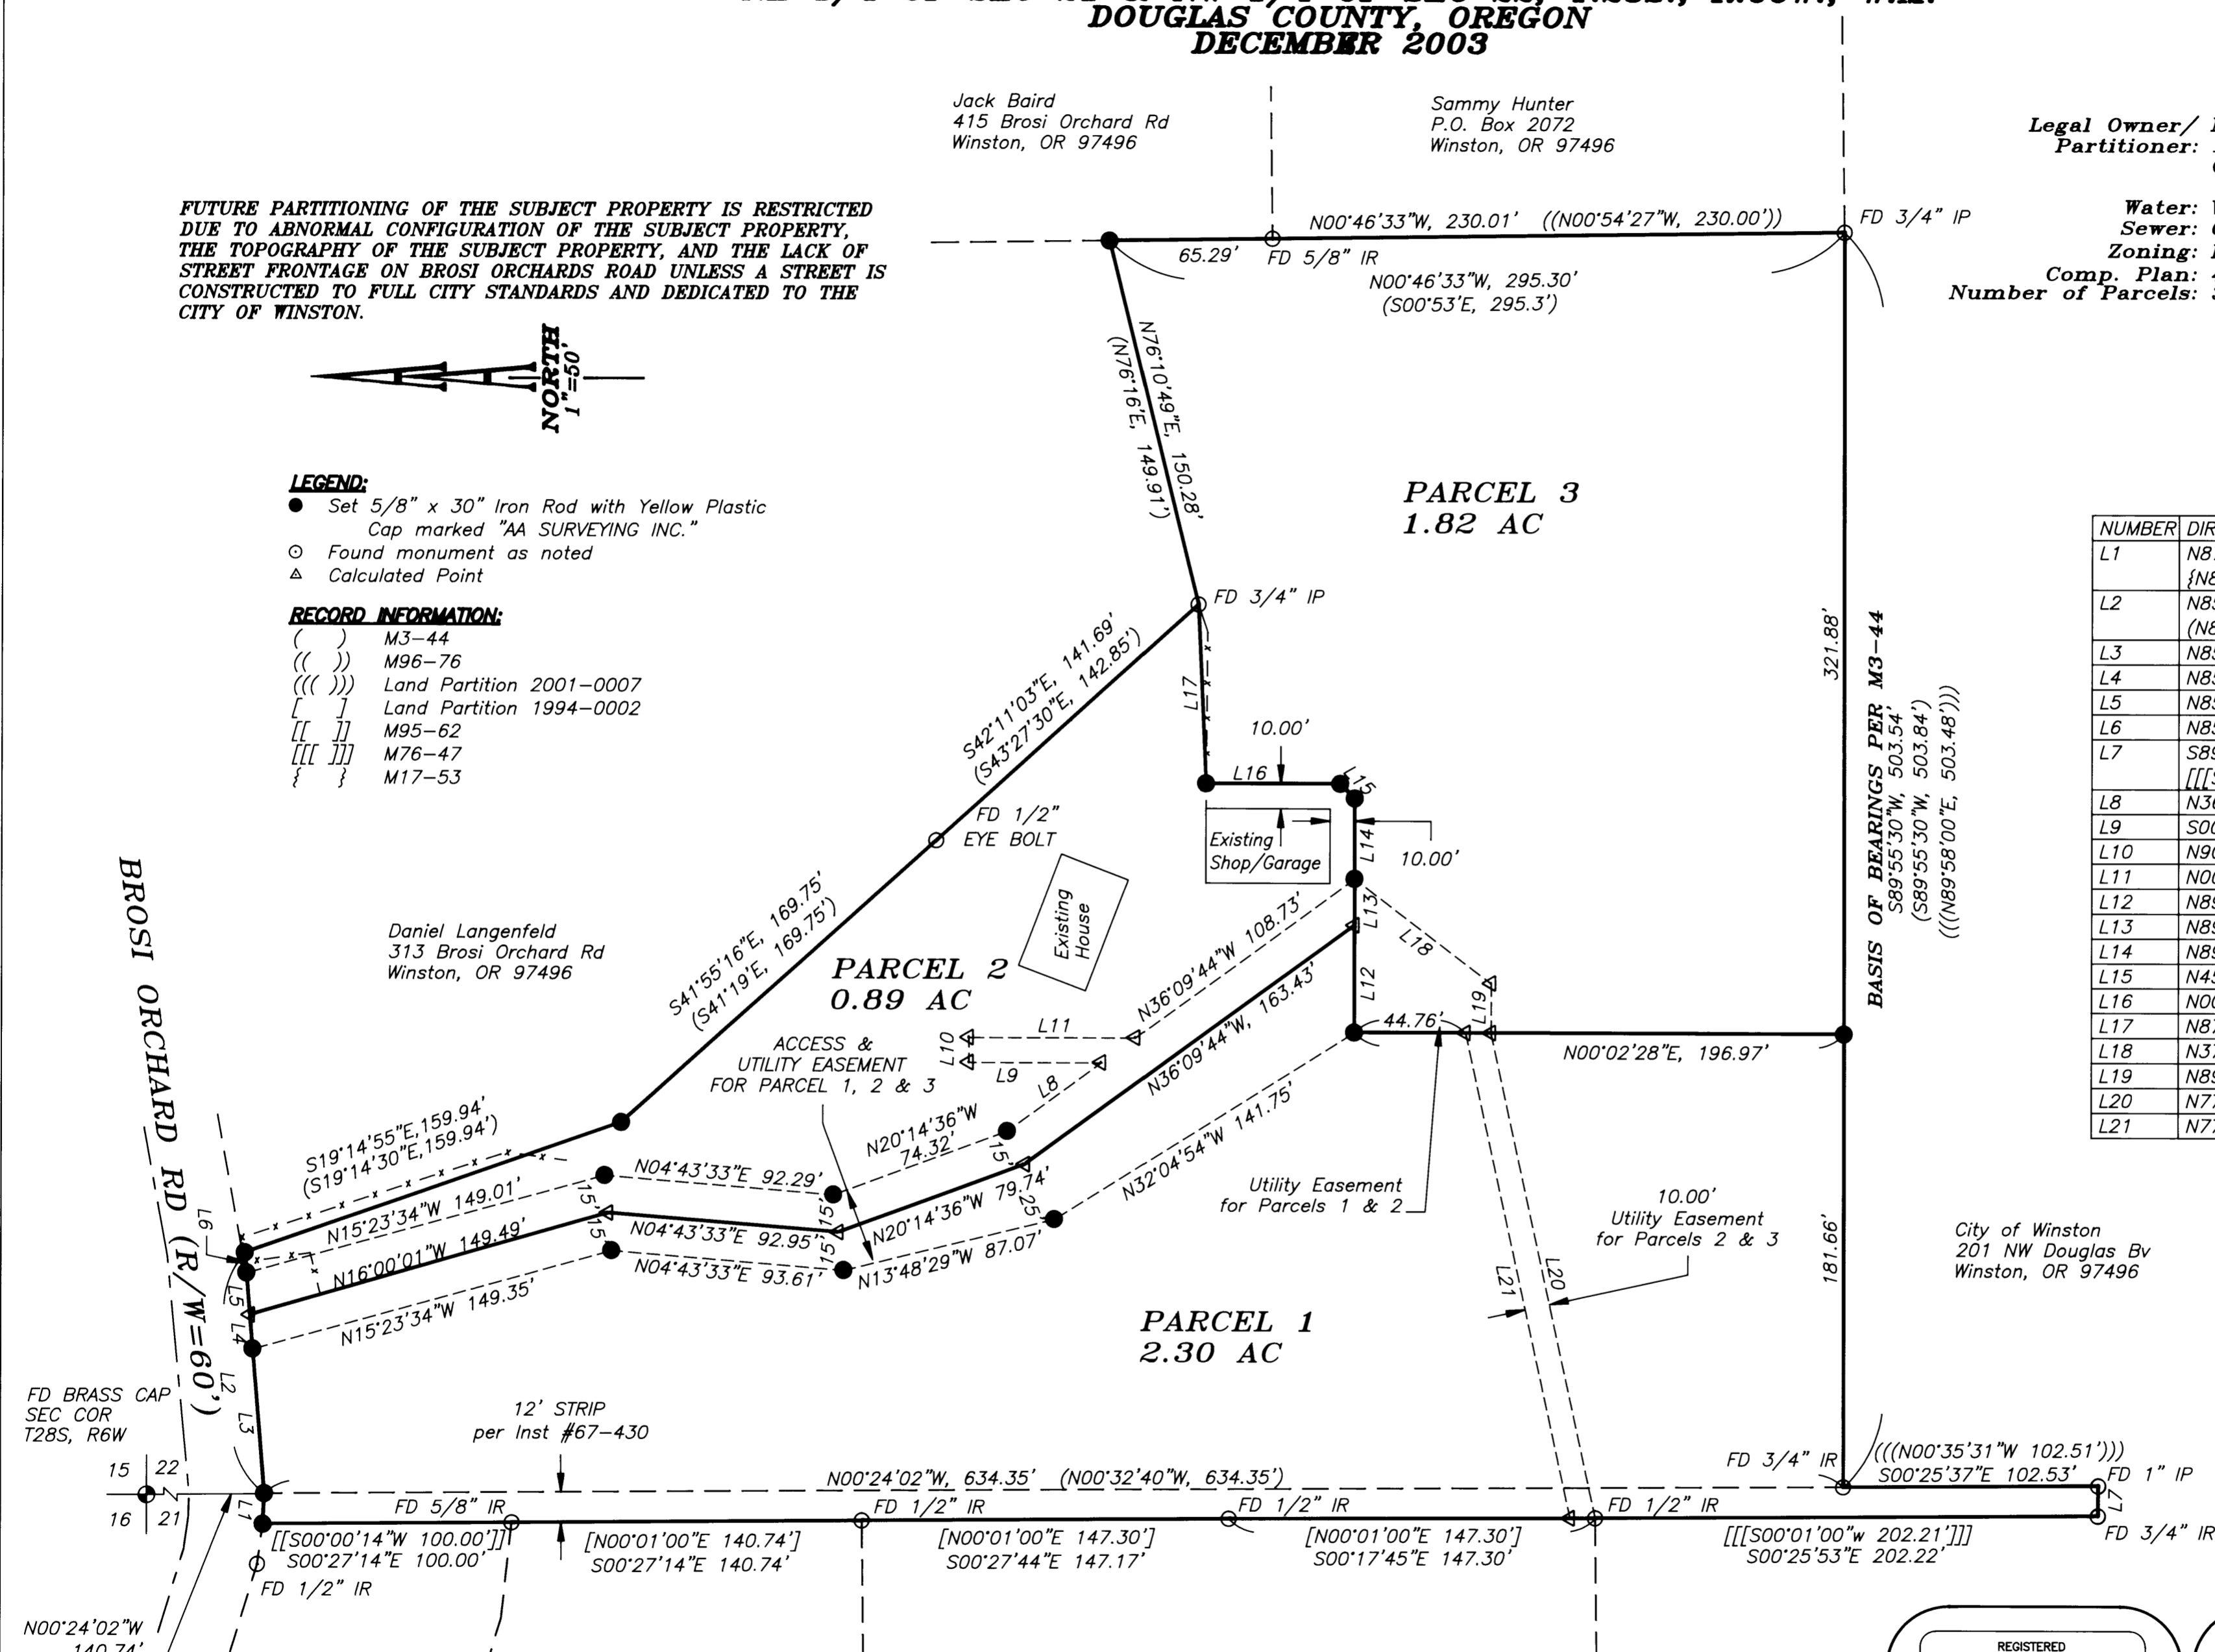 DOUGLAS COUNTY, OREGON
DECEMBER 2003
Jack Baird
415 Brosi Orchard Rd
Winston, OR 97496
Sammy Hunter
P.O. Box 2072
Winston, OR 97496
Legal Owner/
Partitioner:
Water:
Sewer:
Zoning:
Comp. Plan:
Number of Parcels:
FUTURE PARTITIONING OF THE SUBJECT PROPERTY IS RESTRICTED
DUE TO ABNORMAL CONFIGURATION OF THE SUBJECT PROPERTY,
THE TOPOGRAPHY OF THE SUBJECT PROPERTY, AND THE LACK OF
STREET FRONTAGE ON BROSI ORCHARDS ROAD UNLESS A STREET IS
CONSTRUCTED TO FULL CITY STANDARDS AND DEDICATED TO THE
CITY OF WINSTON.
NORTH
1"=50'
N00°46'33"W, 230.01' ((N00°54'27"W, 230.00'))
FD 3/4" IP
65.29'
FD 5/8" IR
N00°46'33"W, 295.30'
(S00°53'E, 295.3')
N76°10'49"E, 150.28'
(N76°16'E, 149.91')
LEGEND:
Set 5/8" x 30" Iron Rod with Yellow Plastic
Cap marked "AA SURVEYING INC."
Found monument as noted
Calculated Point
RECORD INFORMATION:
( ) M3-44
(( )) M96-76
((( ))) Land Partition 2001-0007
[ ] Land Partition 1994-0002
[[ ]] M95-62
[[[ ]]] M76-47
{ } M17-53
PARCEL 3
1.82 AC
FD 3/4" IP
321.88'
BASIS OF BEARINGS PER M3-44
S89°55'30"W, 503.54'
(S89°55'30"W, 503.84')
(((N89°58'00"E, 503.48')))
NUMBER
L1
L2
L3
L4
L5
L6
L7
L8
L9
L10
L11
L12
L13
L14
L15
L16
L17
L18
L19
L20
L21
S42°11'03"E, 141.69'
(S43°27'30"E, 142.85')
L17
10.00'
L16
L15
L14
10.00'
Existing
Shop/Garage
FD 1/2"
EYE BOLT
Existing
House
S41°55'16"E, 169.75'
(S41°19'E, 169.75')
Daniel Langenfeld
313 Brosi Orchard Rd
Winston, OR 97496
PARCEL 2
0.89 AC
N36°09'44"W 108.73'
L13
L18
L12
L19
L11
L10
L9
L8
44.76'
N00°02'28"E, 196.97'
N36°09'44"W, 163.43'
ACCESS &
UTILITY EASEMENT
FOR PARCEL 1, 2 & 3
BROSI ORCHARD RD (R/W=60')
S19°14'55"E,159.94'
(S19°14'30"E,159.94')
N15°23'34"W 149.01'
N16°00'01"W 149.49'
N15°23'34"W 149.35'
N04°43'33"E 92.29'
N04°43'33"E 92.95'
N04°43'33"E 93.61'
N20°14'36"W
74.32'
N20°14'36"W 79.74'
N13°48'29"W 87.07'
N32°04'54"W 141.75'
15'
15'
15'
15'
15'
25'
L6
L5
L4
L2
L3
L1
Utility Easement
for Parcels 1 & 2
10.00'
Utility Easement
for Parcels 2 & 3
L21
L20
181.66'
City of Winston
201 NW Douglas Bv
Winston, OR 97496
PARCEL 1
2.30 AC
FD BRASS CAP
SEC COR
T28S, R6W
15 22
16 21
12' STRIP
per Inst #67-430
N00°24'02"W, 634.35' (N00°32'40"W, 634.35')
FD 3/4" IR
(((N00°35'31"W 102.51')))
S00°25'37"E 102.53'
FD 1" IP
L7
FD 3/4" IR
FD 5/8" IR
FD 1/2" IR
FD 1/2" IR
FD 1/2" IR
[[S00°00'14"W 100.00']]
S00°27'14"E 100.00'
[N00°01'00"E 140.74']
S00°27'14"E 140.74'
[N00°01'00"E 147.30']
S00°27'44"E 147.17'
[N00°01'00"E 147.30']
S00°17'45"E 147.30'
[[[S00°01'00"w 202.21']]]
S00°25'53"E 202.22'
FD 1/2" IR
N00°24'02"W
140.74'
REGISTERED